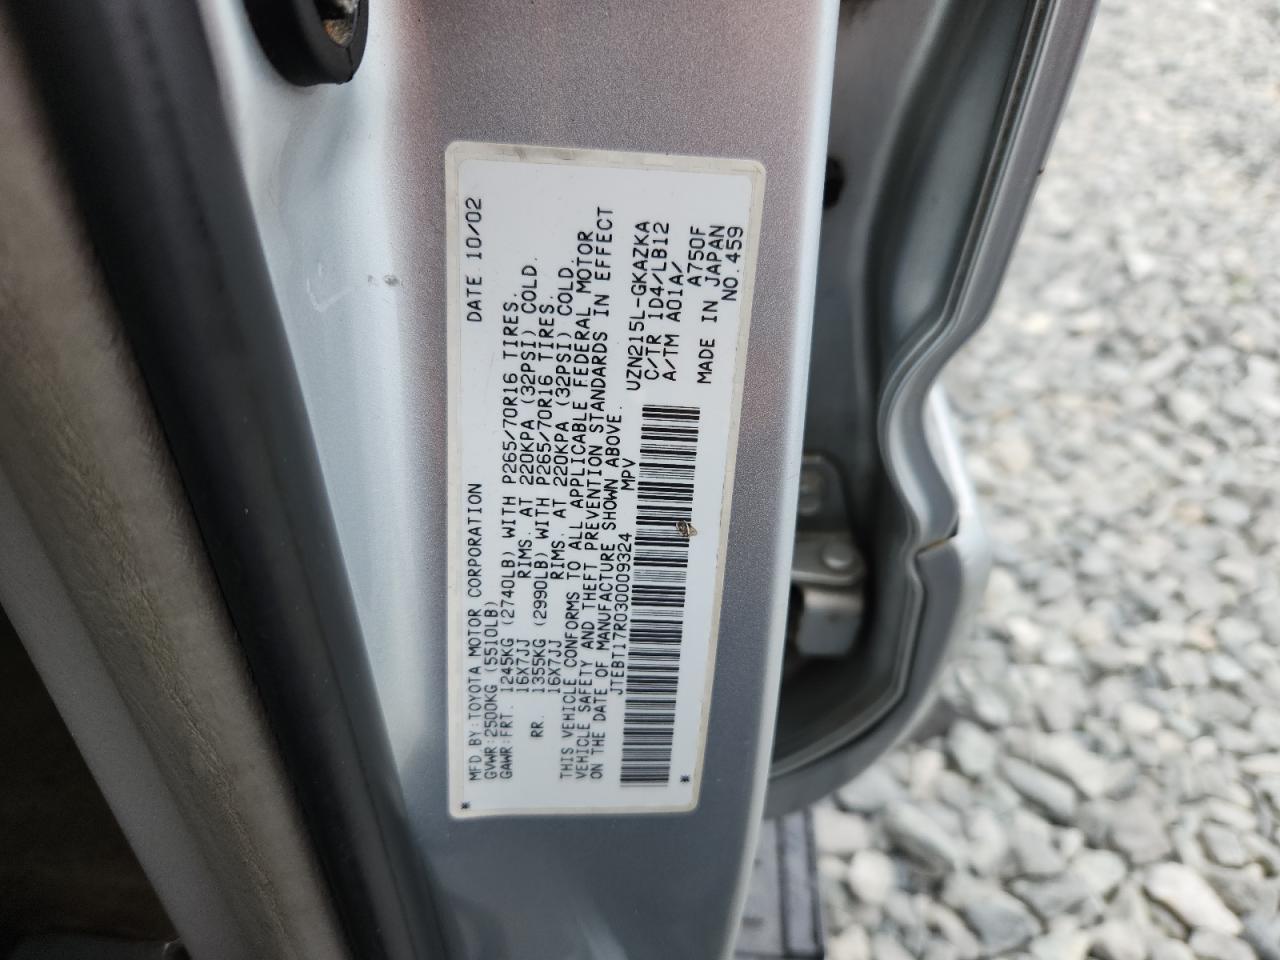 MFD. BY:TOYOTA MOTOR CORPORATION DATE 10/02
GVWR:2500KG (5510LB)
GAWR:FRT. 1245KG (2740LB) WITH P265/70R16 TIRES.
16X7JJ RIMS. AT 220KPA (32PSI) COLD.
RR. 1355KG (2990LB) WITH P265/70R16 TIRES.
16X7JJ RIMS. AT 220KPA (32PSI) COLD.
THIS VEHICLE CONFORMS TO ALL APPLICABLE FEDERAL MOTOR
VEHICLE SAFETY AND THEFT PREVENTION STANDARDS IN EFFECT
ON THE DATE OF MANUFACTURE SHOWN ABOVE.
JTEBT17R030009324 MPV
UZN215L-GKAZKA
C/TR 1D4/LB12
A/TM A01A/
A750F
MADE IN JAPAN
NO.459